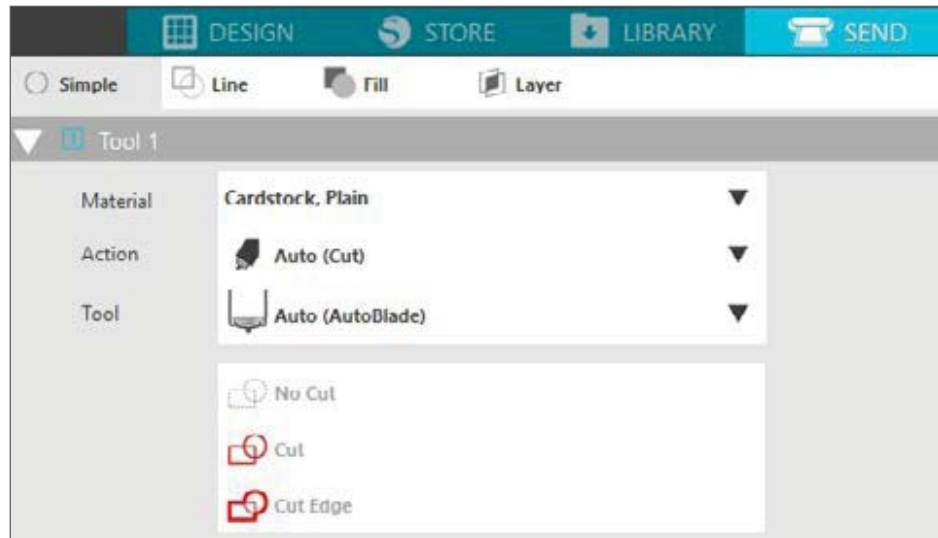 DESIGN STORE LIBRARY SEND
Simple Line Fill Layer
1 Tool 1
Material Cardstock, Plain
Action Auto (Cut)
Tool Auto (AutoBlade)
No Cut
Cut
Cut Edge